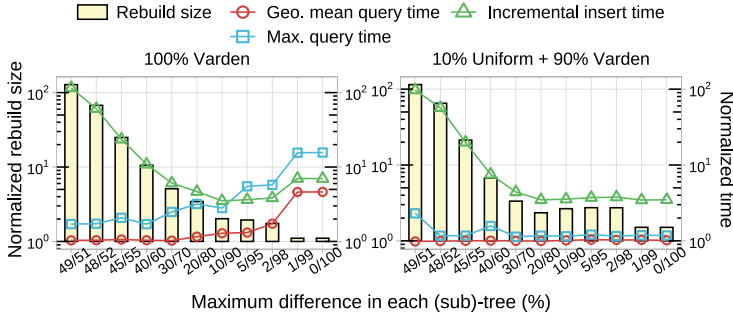 Rebuild size Geo. mean query time Incremental insert time
Max. query time
100% Varden 10% Uniform + 90% Varden
Normalized rebuild size
10² 10² 10² 10²
10¹ 10¹ 10¹ 10¹
10⁰ 10⁰ 10⁰ 10⁰
Normalized time
49/51 48/52 45/55 40/60 30/70 20/80 10/90 5/95 2/98 1/99 0/100
49/51 48/52 45/55 40/60 30/70 20/80 10/90 5/95 2/98 1/99 0/100
Maximum difference in each (sub)-tree (%)